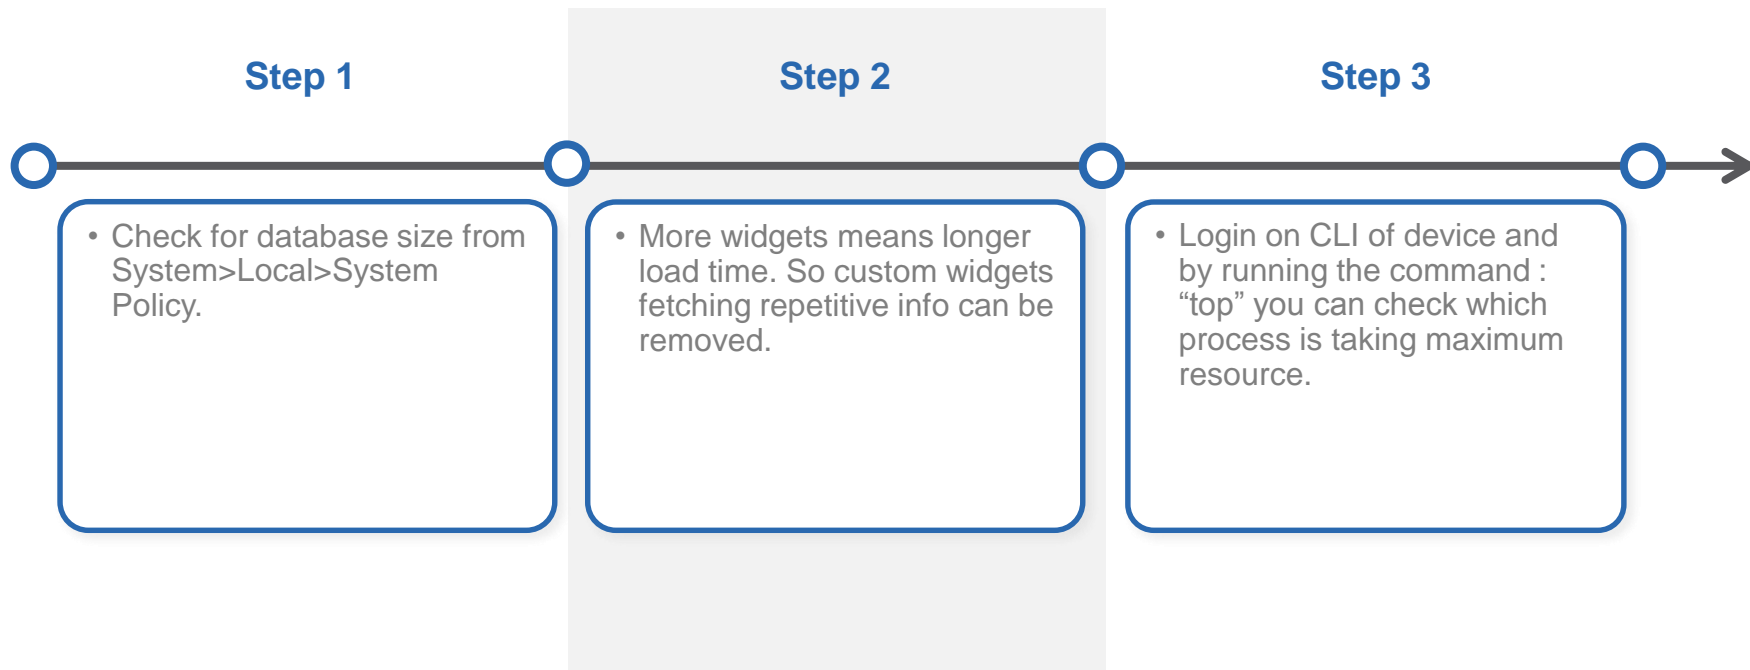 Step 1
• Check for database size from
System>Local>System
Policy.
Step 2
• More widgets means longer
load time. So custom widgets
fetching repetitive info can be
removed.
Step 3
• Login on CLI of device and
by running the command :
“top” you can check which
process is taking maximum
resource.